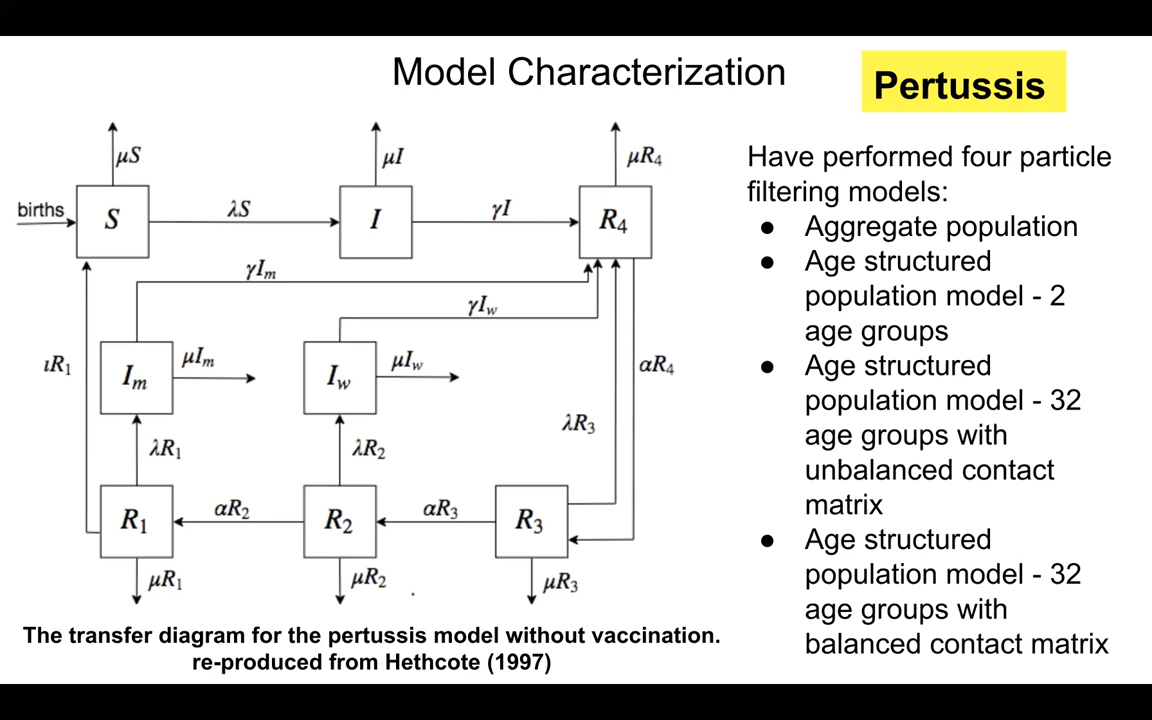 Model Characterization
Pertussis
μS
μI
μR₄
births
S
λS
I
γI
R₄
γIₘ
γI_w
ιR₁
Iₘ
μIₘ
I_w
μI_w
αR₄
λR₃
λR₁
λR₂
R₁
αR₂
R₂
αR₃
R₃
μR₁
μR₂
μR₃
The transfer diagram for the pertussis model without vaccination.
re-produced from Hethcote (1997)
Have performed four particle
filtering models:
● Aggregate population
● Age structured
population model - 2
age groups
● Age structured
population model - 32
age groups with
unbalanced contact
matrix
● Age structured
population model - 32
age groups with
balanced contact matrix